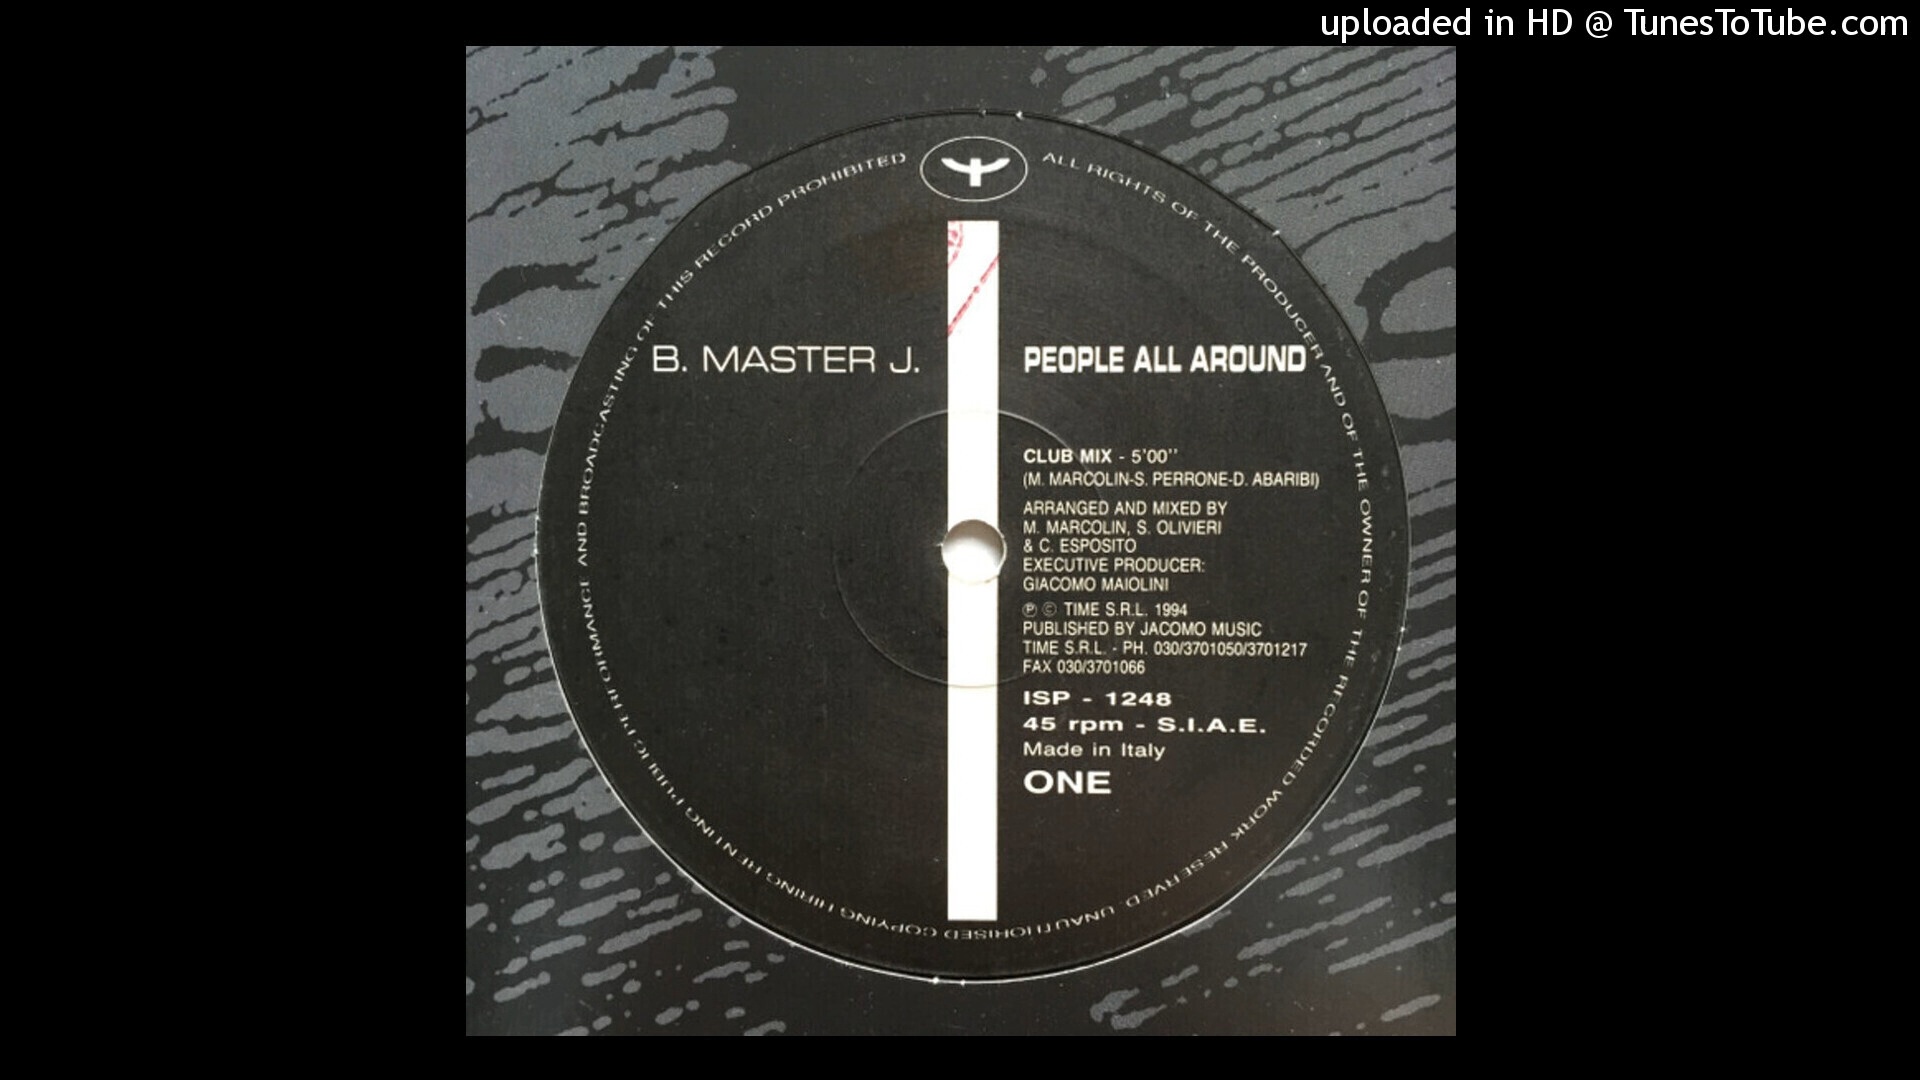 uploaded in HD @ TunesToTube.com
ALL RIGHTS OF THE PRODUCER AND OF THE OWNER OF THE RECORDED WORK RESERVED. UNAUTHORISED COPYING HIRING RENTING PUBLIC PERFORMANCE AND BROADCASTING OF THIS RECORD PROHIBITED
B. MASTER J.
PEOPLE ALL AROUND
CLUB MIX - 5'00''
(M. MARCOLIN-S. PERRONE-D. ABARIBI)
ARRANGED AND MIXED BY
M. MARCOLIN, S. OLIVIERI
& C. ESPOSITO
EXECUTIVE PRODUCER:
GIACOMO MAIOLINI
℗ © TIME S.R.L. 1994
PUBLISHED BY JACOMO MUSIC
TIME S.R.L. - PH. 030/3701050/3701217
FAX 030/3701066
ISP - 1248
45 rpm - S.I.A.E.
Made in Italy
ONE